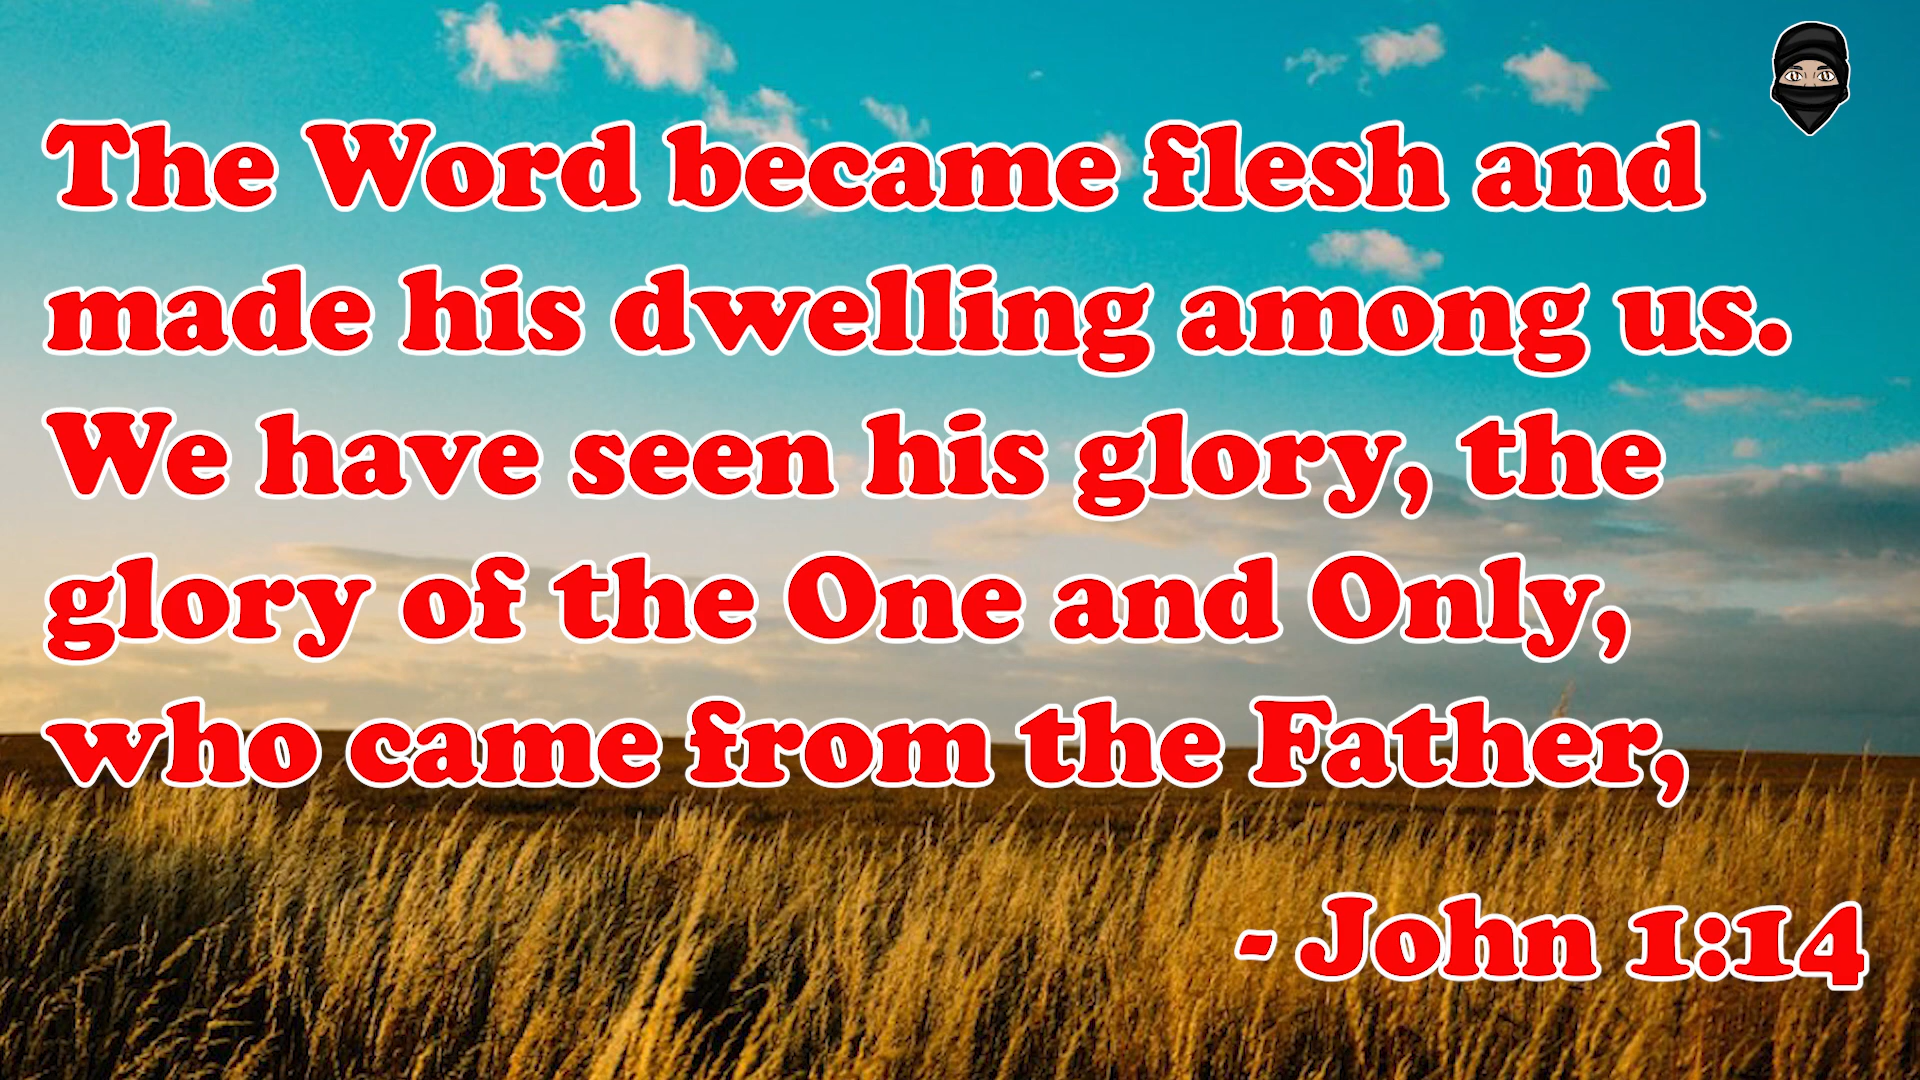 The Word became flesh and
made his dwelling among us.
We have seen his glory, the
glory of the One and Only,
who came from the Father,
- John 1:14